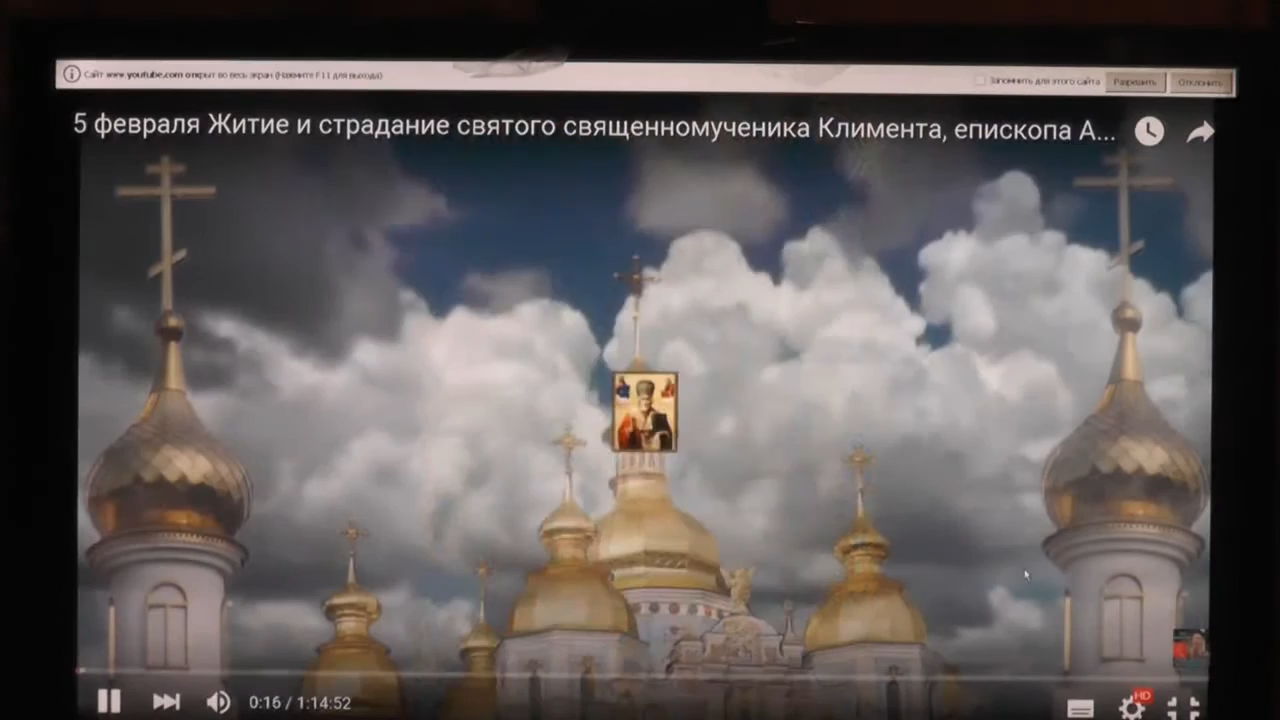 Сайт www.youtube.com открыт во весь экран (Нажмите F11 для выхода)
Запомнить для этого сайта Разрешить Отклонить
5 февраля Житие и страдание святого священномученика Климента, епископа А...
0:16 / 1:14:52
HD